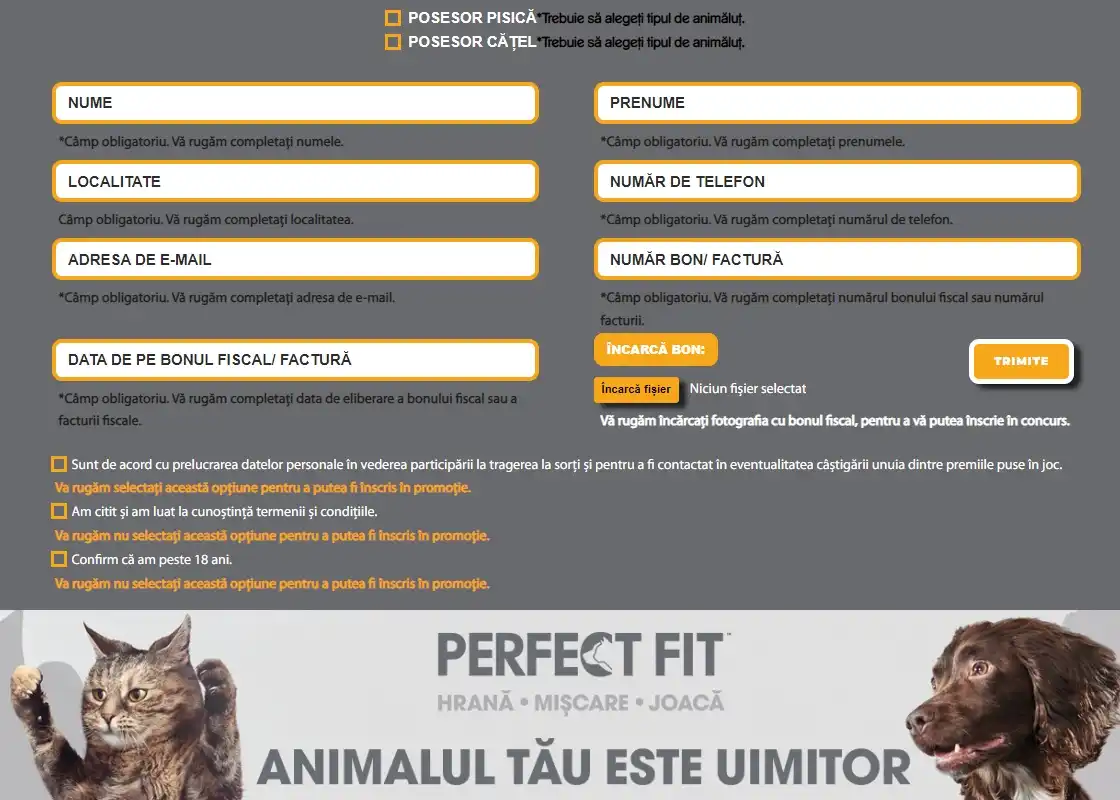 POSESOR PISICĂ*Trebuie să alegeți tipul de animăluț.
POSESOR CĂȚEL*Trebuie să alegeți tipul de animăluț.
NUME
PRENUME
*Câmp obligatoriu. Vă rugăm completați numele.
*Câmp obligatoriu. Vă rugăm completați prenumele.
LOCALITATE
NUMĂR DE TELEFON
Câmp obligatoriu. Vă rugăm completați localitatea.
*Câmp obligatoriu. Vă rugăm completați numărul de telefon.
ADRESA DE E-MAIL
NUMĂR BON/ FACTURĂ
*Câmp obligatoriu. Vă rugăm completați adresa de e-mail.
*Câmp obligatoriu. Vă rugăm completați numărul bonului fiscal sau numărul
facturii.
DATA DE PE BONUL FISCAL/ FACTURĂ
ÎNCARCĂ BON:
TRIMITE
Încarcă fișier
Niciun fișier selectat
*Câmp obligatoriu. Vă rugăm completați data de eliberare a bonului fiscal sau a
facturii fiscale.
Vă rugăm încărcați fotografia cu bonul fiscal, pentru a vă putea înscrie în concurs.
Sunt de acord cu prelucrarea datelor personale în vederea participării la tragerea la sorți și pentru a fi contactat în eventualitatea câștigării unuia dintre premiile puse în joc.
Va rugăm selectați această opțiune pentru a putea fi înscris în promoție.
Am citit și am luat la cunoștință termenii și condițiile.
Va rugăm nu selectați această opțiune pentru a putea fi înscris în promoție.
Confirm că am peste 18 ani.
Va rugăm nu selectați această opțiune pentru a putea fi înscris în promoție.
PERFECT FIT™
HRANĂ • MIȘCARE • JOACĂ
ANIMALUL TĂU ESTE UIMITOR